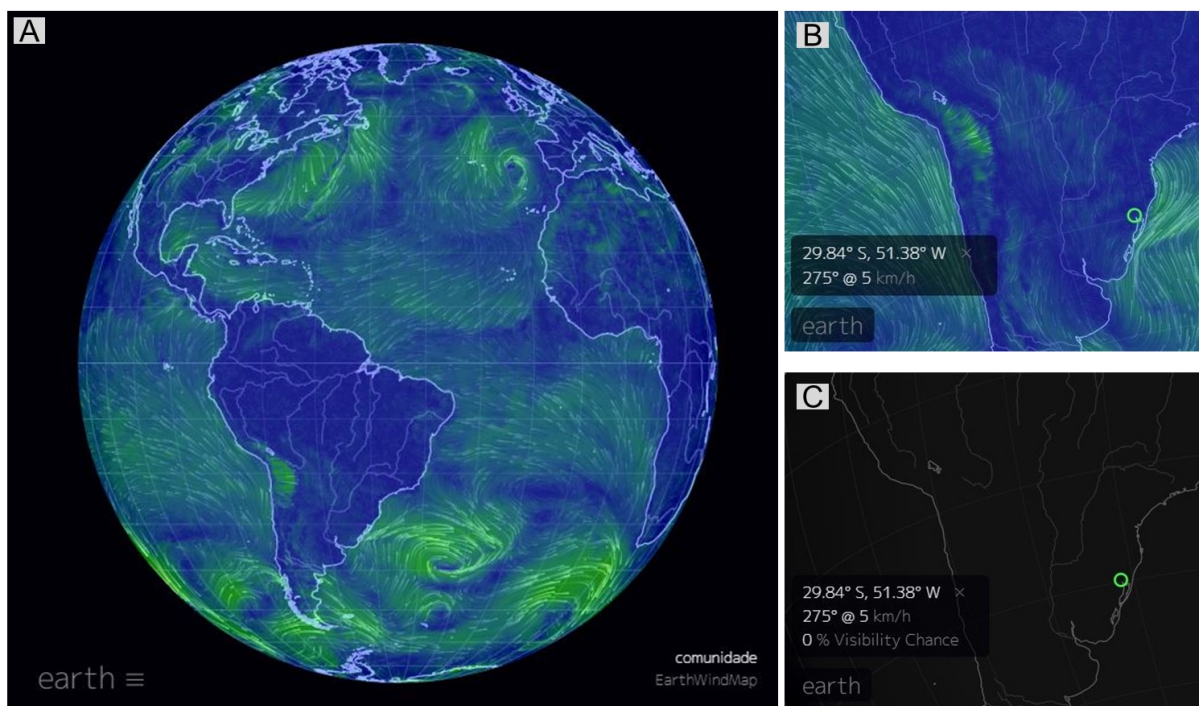 A
earth ≡
comunidade
EarthWindMap
B
29.84° S, 51.38° W ×
275° @ 5 km/h
earth
C
29.84° S, 51.38° W ×
275° @ 5 km/h
0 % Visibility Chance
earth